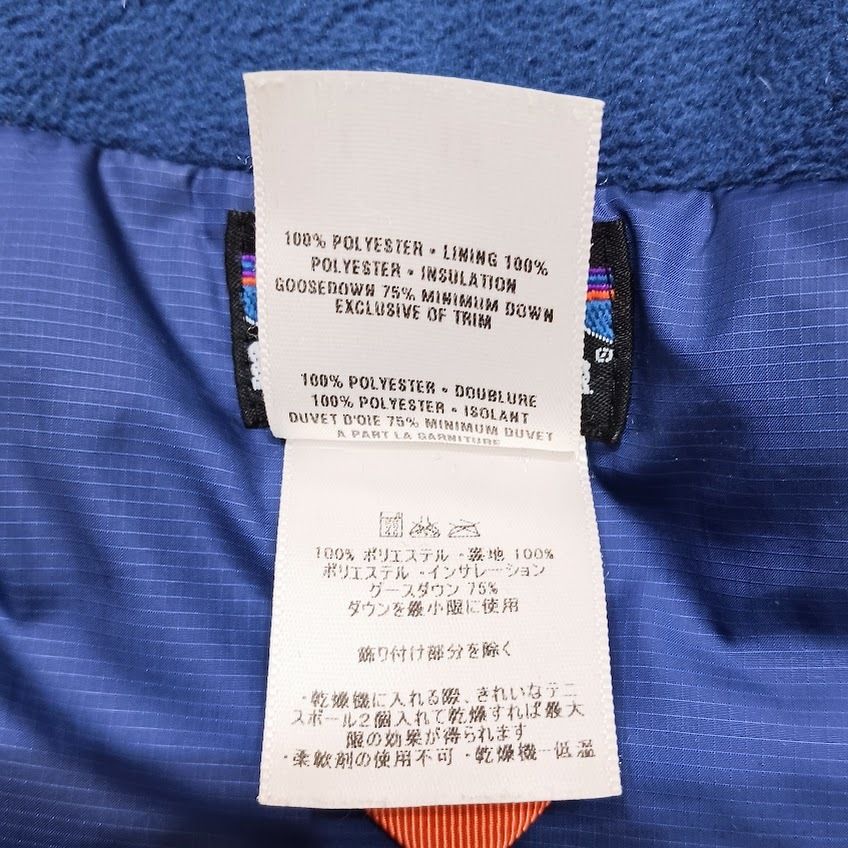 100% POLYESTER • LINING 100%
POLYESTER • INSULATION
GOOSEDOWN 75% MINIMUM DOWN
EXCLUSIVE OF TRIM
100% POLYESTER • DOUBLURE
100% POLYESTER • ISOLANT
DUVET D'OIE 75% MINIMUM DUVET
A PART LA GARNITURE
100% ポリエステル・裏地 100%
ポリエステル・インサレーション
グースダウン 75%
ダウンを最小限に使用
飾り付け部分を除く
・乾燥機に入れる際、きれいなテニ
スボール2個入れて乾燥すれば最大
限の効果が得られます
・柔軟剤の使用不可 ・乾燥機―低温